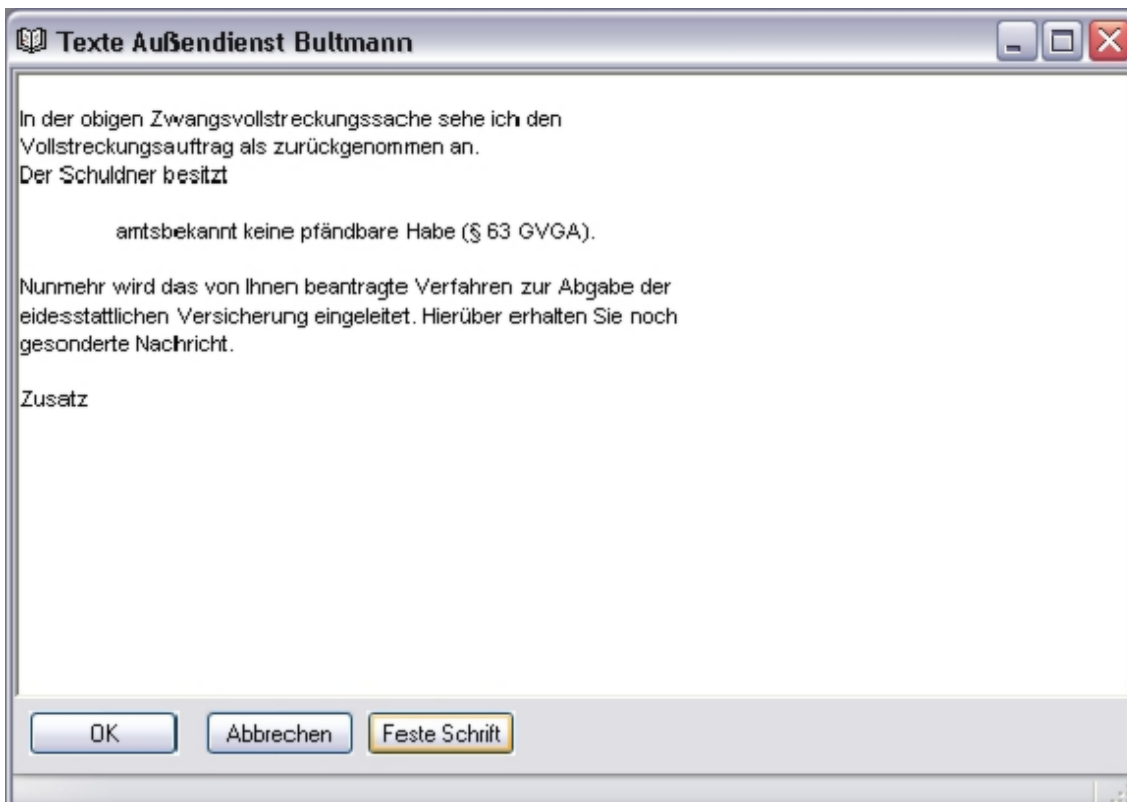 Texte Außendienst Bultmann
In der obigen Zwangsvollstreckungssache sehe ich den
Vollstreckungsauftrag als zurückgenommen an.
Der Schuldner besitzt
amtsbekannt keine pfändbare Habe (§ 63 GVGA).
Nunmehr wird das von Ihnen beantragte Verfahren zur Abgabe der
eidesstattlichen Versicherung eingeleitet. Hierüber erhalten Sie noch
gesonderte Nachricht.
Zusatz
OK Abbrechen Feste Schrift